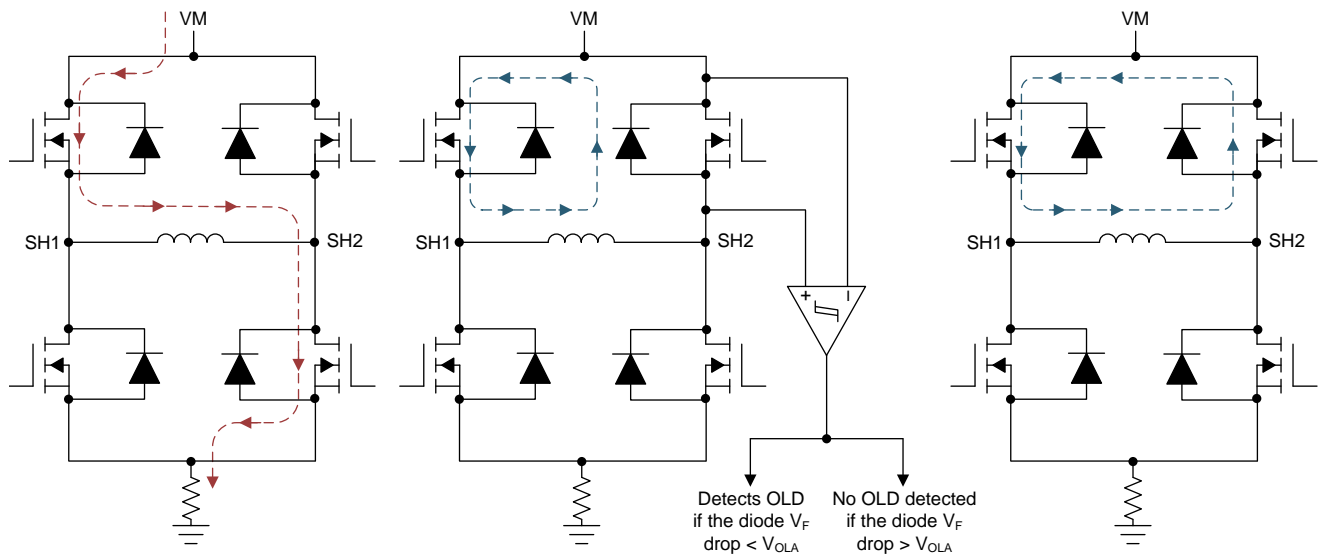 VM
VM
VM
SH1
SH2
SH1
SH2
SH1
SH2
+
–
Detects OLD
if the diode VF
drop < VOLA
No OLD detected
if the diode VF
drop > VOLA